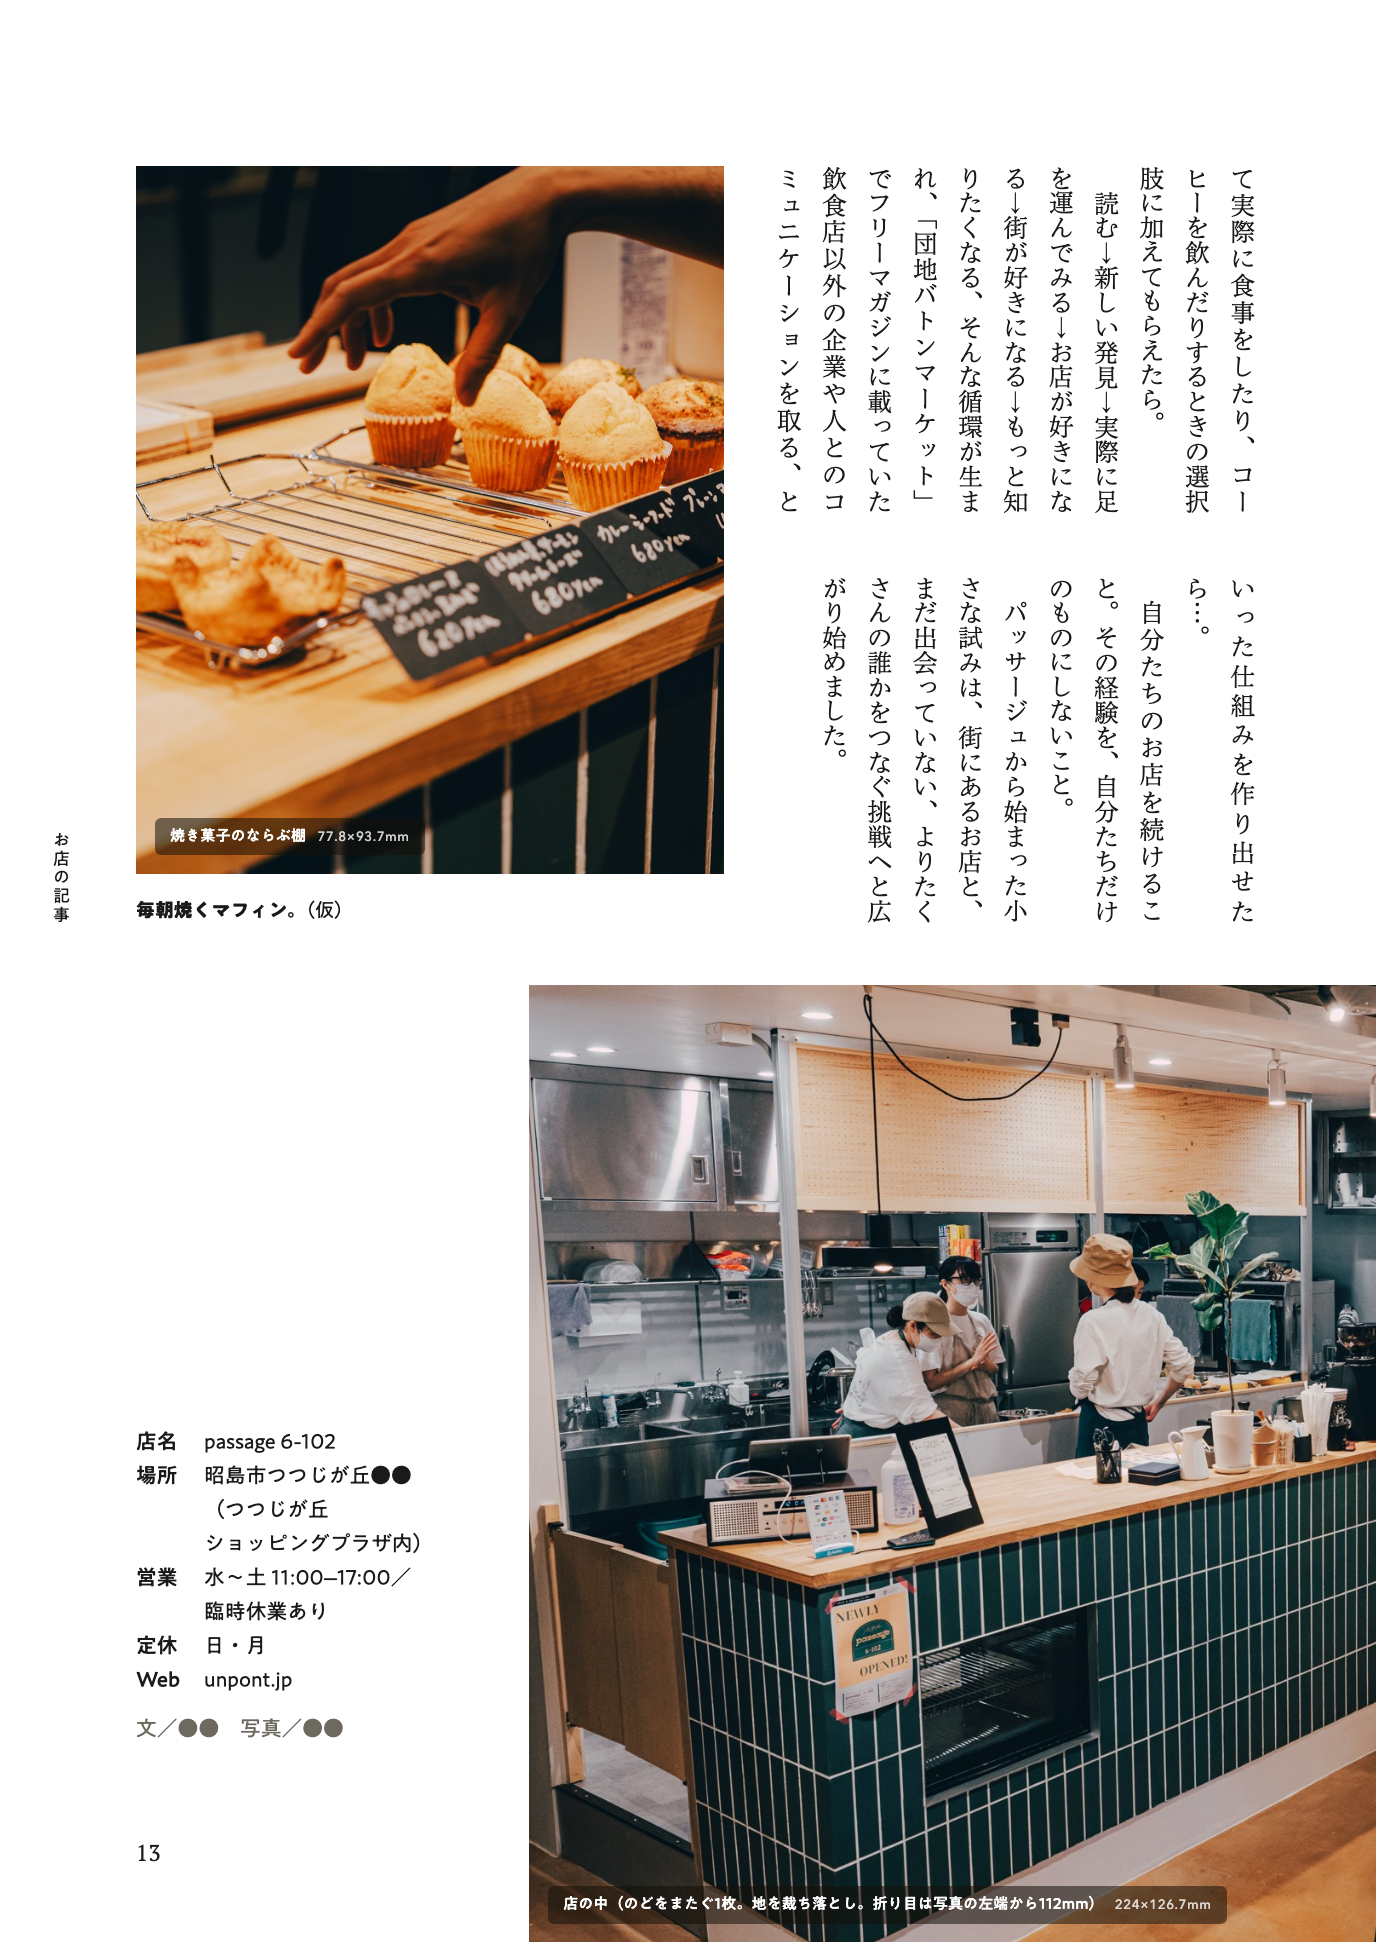 て実際に食事をしたり、コー
ヒーを飲んだりするときの選択
肢に加えてもらえたら。
読む→新しい発見→実際に足
を運んでみる→お店が好きにな
る→街が好きになる→もっと知
りたくなる、そんな循環が生ま
れ、「団地バトンマーケット」
でフリーマガジンに載っていた
飲食店以外の企業や人とのコ
ミュニケーションを取る、と
いった仕組みを作り出せた
ら…。
自分たちのお店を続けるこ
と。その経験を、自分たちだけ
のものにしないこと。
パッサージュから始まった小
さな試みは、街にあるお店と、
まだ出会っていない、よりたく
さんの誰かをつなぐ挑戦へと広
がり始めました。
620yen
680yen
カレーシーフード
680yen
焼き菓子のならぶ棚 77.8×93.7mm
毎朝焼くマフィン。（仮）
お店の記事
店名 passage 6-102
場所 昭島市つつじが丘●●
（つつじが丘
ショッピングプラザ内）
営業 水～土 11:00–17:00／
臨時休業あり
定休 日・月
Web unpont.jp
文／●● 写真／●●
NEWLY
passage
6-102
OPENED!
店の中（のどをまたぐ1枚。地を裁ち落とし。折り目は写真の左端から112mm） 224×126.7mm
13